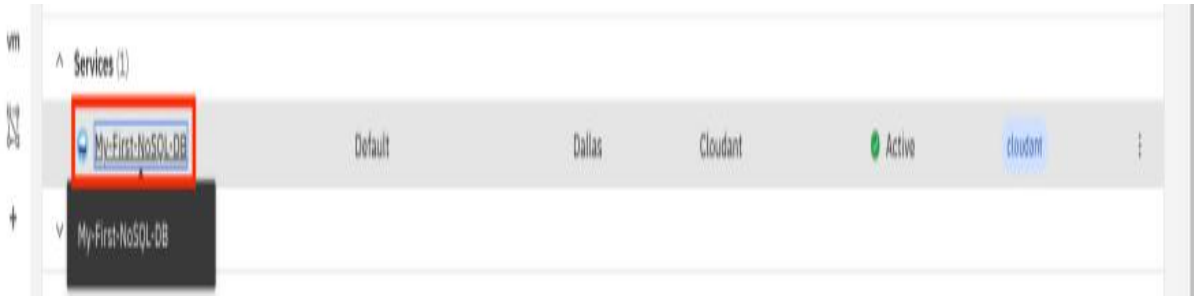 vm
^ Services (1)
My-First-NoSQL-DB Default Dallas Cloudant Active cloudant
My-First-NoSQL-DB